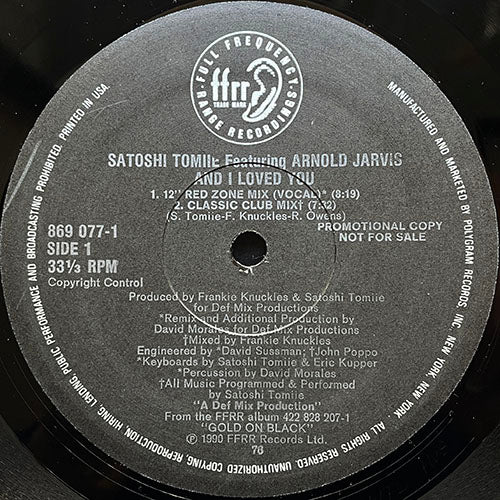 FULL FREQUENCY RANGE RECORDINGS
ffrr
TRADE MARK
SATOSHI TOMIIE Featuring ARNOLD JARVIS
AND I LOVED YOU
1. 12" RED ZONE MIX (VOCAL)* (8:19)
2. CLASSIC CLUB MIX† (7:32)
(S. Tomiie-F. Knuckles-R. Owens)
869 077-1
SIDE 1
33⅓ RPM
Copyright Control
PROMOTIONAL COPY
NOT FOR SALE
Produced by Frankie Knuckles & Satoshi Tomiie
for Def Mix Productions
*Remix and Additional Production by
David Morales for Def Mix Productions
†Mixed by Frankie Knuckles
Engineered by *David Sussman; †John Poppo
*Keyboards by Satoshi Tomiie & Eric Kupper
*Percussion by David Morales
†All Music Programmed & Performed
by Satoshi Tomiie
"A Def Mix Production"
From the FFRR album 422 828 207-1
"GOLD ON BLACK"
℗ 1990 FFRR Records Ltd.
76
MANUFACTURED AND MARKETED BY POLYGRAM RECORDS, INC. NEW YORK, NEW YORK · ALL RIGHTS RESERVED. UNAUTHORIZED COPYING, REPRODUCTION, HIRING, LENDING, PUBLIC PERFORMANCE AND BROADCASTING PROHIBITED. PRINTED IN USA.